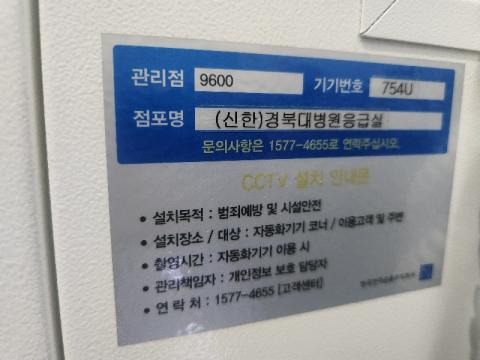 관리점 9600 기기번호 754U
점포명 (신한)경북대병원응급실
문의사항은 1577-4655로 연락주십시오.
CCTV 설치 안내문
• 설치목적 : 범죄예방 및 시설안전
• 설치장소 / 대상 : 자동화기기 코너 / 이용고객 및 주변
• 촬영시간 : 자동화기기 이용 시
• 관리책임자 : 개인정보 보호 담당자
• 연 락 처 : 1577-4655 [고객센터]